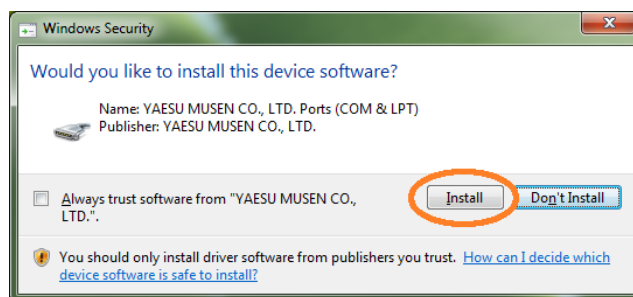 Windows Security
Would you like to install this device software?
Name: YAESU MUSEN CO., LTD. Ports (COM & LPT)
Publisher: YAESU MUSEN CO., LTD.
Always trust software from "YAESU MUSEN CO.,
LTD.".
Install
Don't Install
You should only install driver software from publishers you trust. How can I decide which
device software is safe to install?